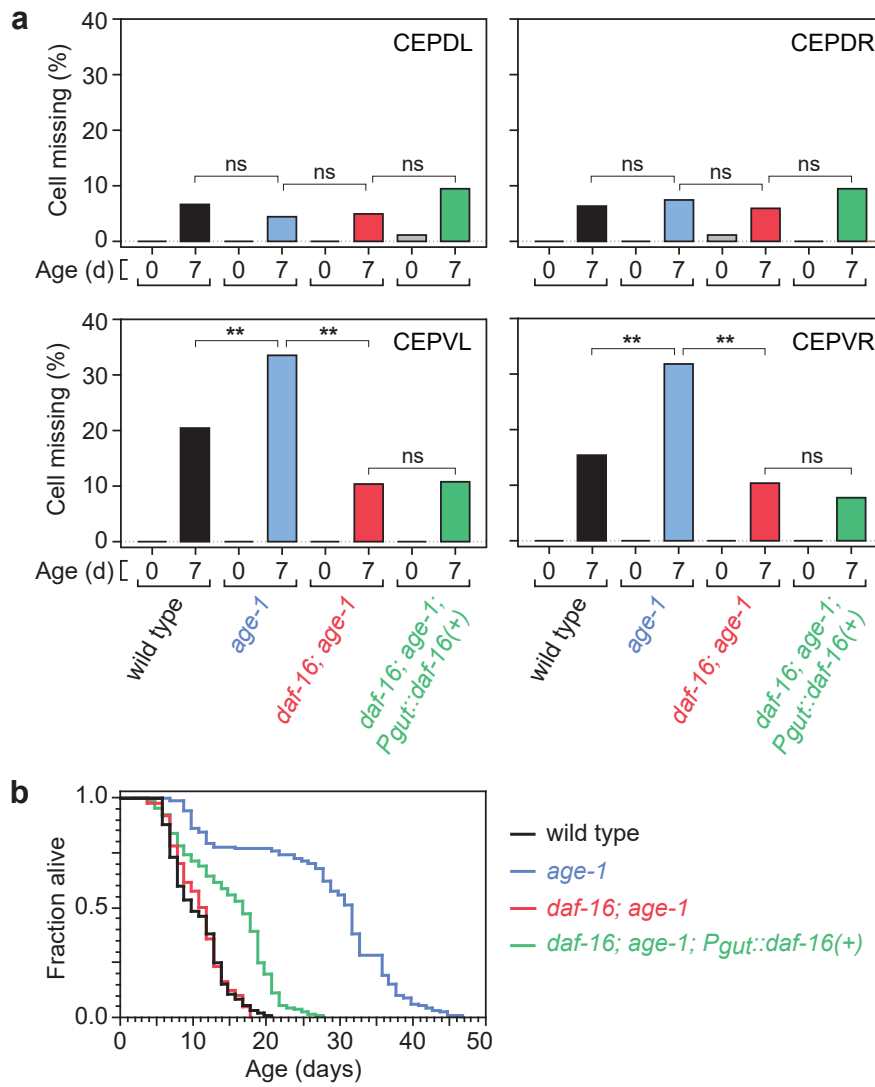 a
CEPDL
CEPDR
Cell missing (%)
40
30
20
10
0
ns
ns
ns
ns
ns
ns
Age (d)
0 7 0 7 0 7 0 7
0 7 0 7 0 7 0 7
CEPVL
CEPVR
Cell missing (%)
40
30
20
10
0
**
**
ns
**
**
ns
Age (d)
0 7 0 7 0 7 0 7
0 7 0 7 0 7 0 7
wild type
age-1
daf-16; age-1
daf-16; age-1;
Pgut::daf-16(+)
wild type
age-1
daf-16; age-1
daf-16; age-1;
Pgut::daf-16(+)
b
Fraction alive
1.0
0.5
0.0
0 10 20 30 40 50
Age (days)
wild type
age-1
daf-16; age-1
daf-16; age-1; Pgut::daf-16(+)